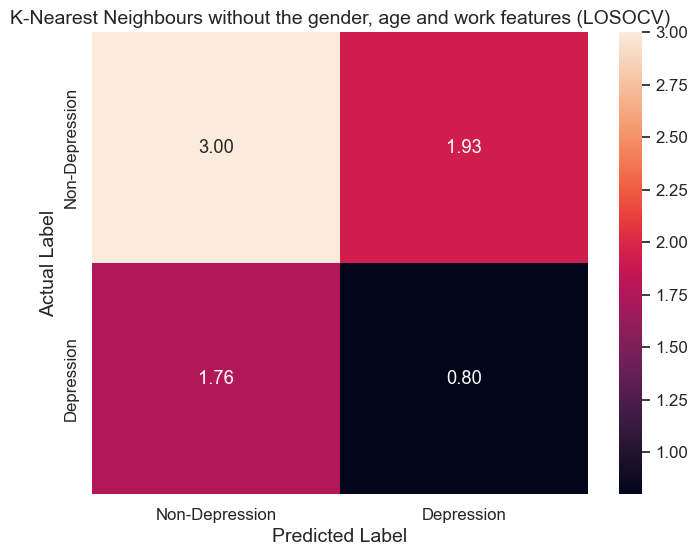 K-Nearest Neighbours without the gender, age and work features (LOSOCV)
Actual Label
Non-Depression
Depression
3.00
1.93
1.76
0.80
Non-Depression
Depression
Predicted Label
3.00
2.75
2.50
2.25
2.00
1.75
1.50
1.25
1.00